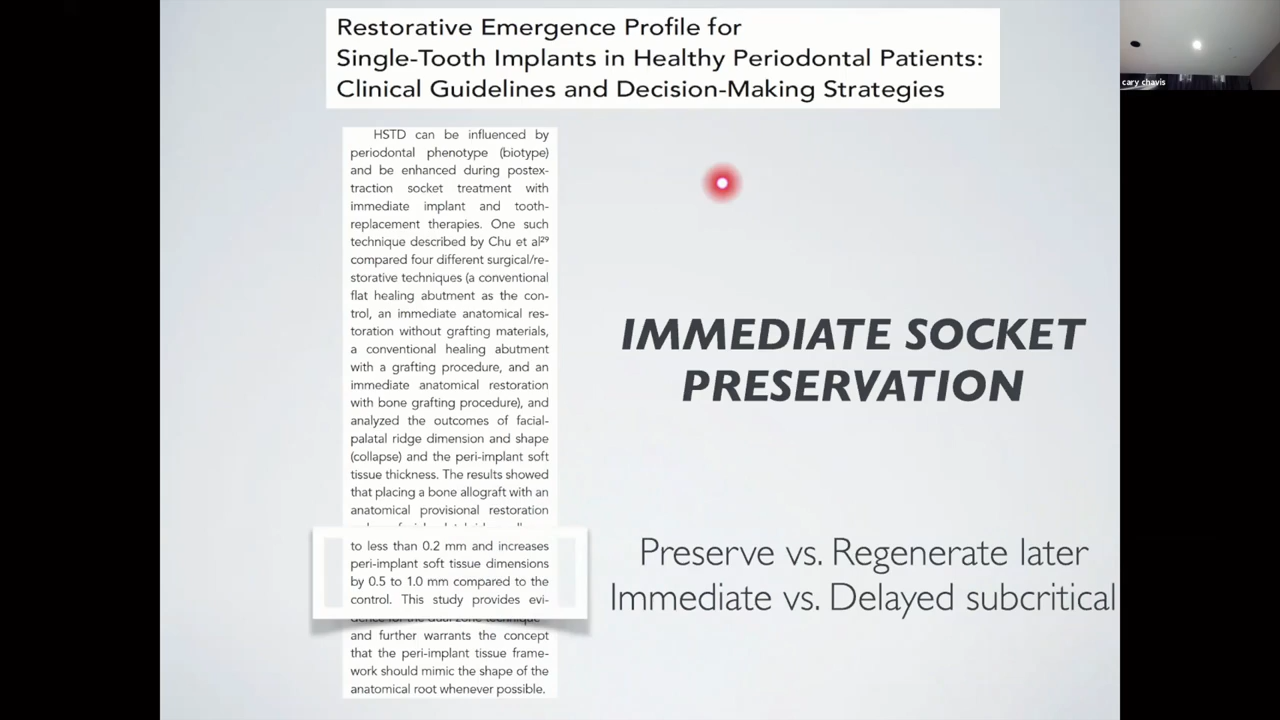 Restorative Emergence Profile for
Single-Tooth Implants in Healthy Periodontal Patients:
Clinical Guidelines and Decision-Making Strategies
cary chavis
HSTD can be influenced by
periodontal phenotype (biotype)
and be enhanced during postex-
traction socket treatment with
immediate implant and tooth-
replacement therapies. One such
technique described by Chu et al²⁹
compared four different surgical/re-
storative techniques (a conventional
flat healing abutment as the con-
trol, an immediate anatomical res-
toration without grafting materials,
a conventional healing abutment
with a grafting procedure, and an
immediate anatomical restoration
with bone grafting procedure), and
analyzed the outcomes of facial-
palatal ridge dimension and shape
(collapse) and the peri-implant soft
tissue thickness. The results showed
that placing a bone allograft with an
anatomical provisional restoration
to less than 0.2 mm and increases
peri-implant soft tissue dimensions
by 0.5 to 1.0 mm compared to the
control. This study provides evi-
dence for the dual-zone technique
and further warrants the concept
that the peri-implant tissue frame-
work should mimic the shape of the
anatomical root whenever possible.
IMMEDIATE SOCKET
PRESERVATION
Preserve vs. Regenerate later
Immediate vs. Delayed subcritical